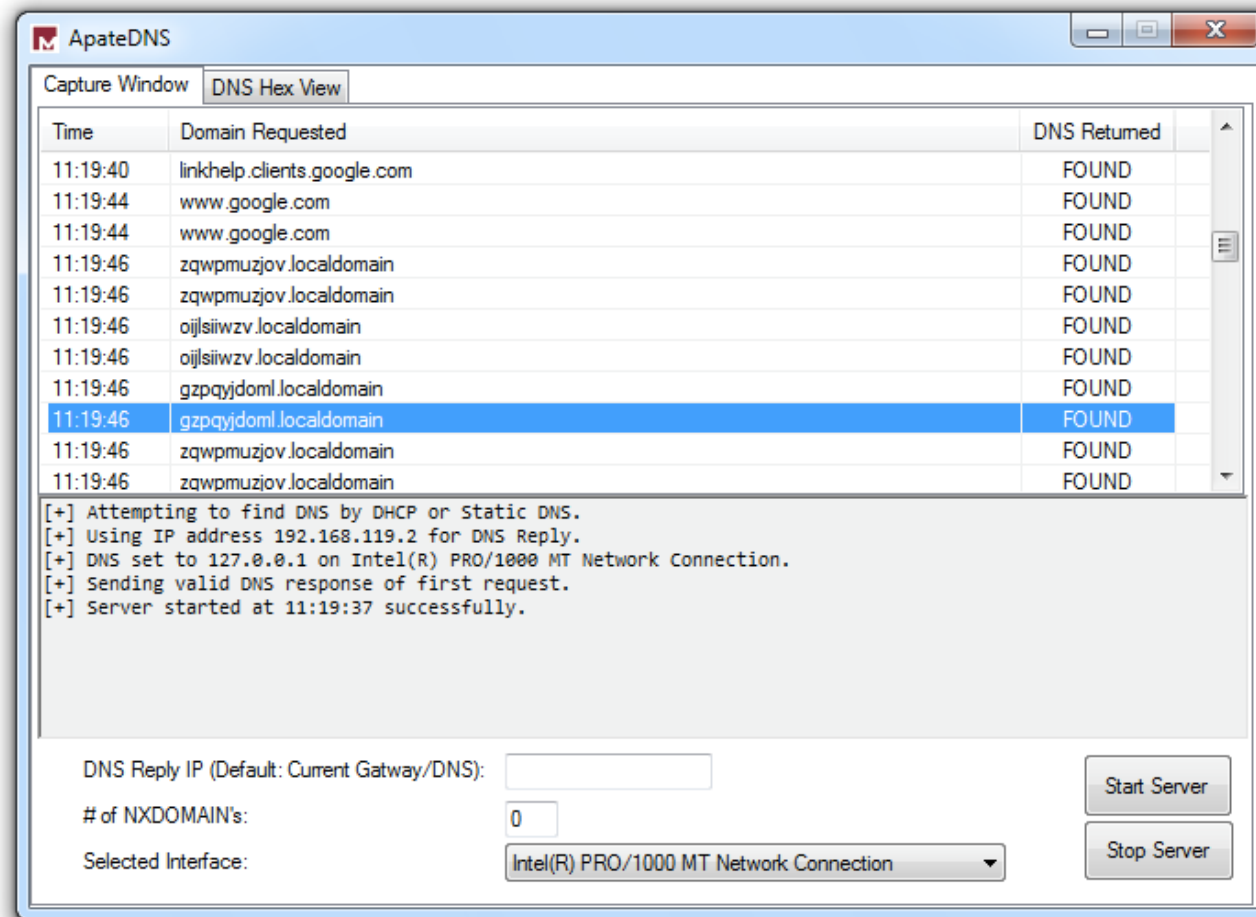 ApateDNS
Capture Window DNS Hex View
Time Domain Requested DNS Returned
11:19:40 linkhelp.clients.google.com FOUND
11:19:44 www.google.com FOUND
11:19:44 www.google.com FOUND
11:19:46 zqwpmuzjov.localdomain FOUND
11:19:46 zqwpmuzjov.localdomain FOUND
11:19:46 oijlsiiwzv.localdomain FOUND
11:19:46 oijlsiiwzv.localdomain FOUND
11:19:46 gzpqyjdoml.localdomain FOUND
11:19:46 gzpqyjdoml.localdomain FOUND
11:19:46 zqwpmuzjov.localdomain FOUND
11:19:46 zqwpmuzjov.localdomain FOUND
[+] Attempting to find DNS by DHCP or Static DNS.
[+] Using IP address 192.168.119.2 for DNS Reply.
[+] DNS set to 127.0.0.1 on Intel(R) PRO/1000 MT Network Connection.
[+] Sending valid DNS response of first request.
[+] Server started at 11:19:37 successfully.
DNS Reply IP (Default: Current Gatway/DNS):
Start Server
# of NXDOMAIN's: 0
Stop Server
Selected Interface: Intel(R) PRO/1000 MT Network Connection